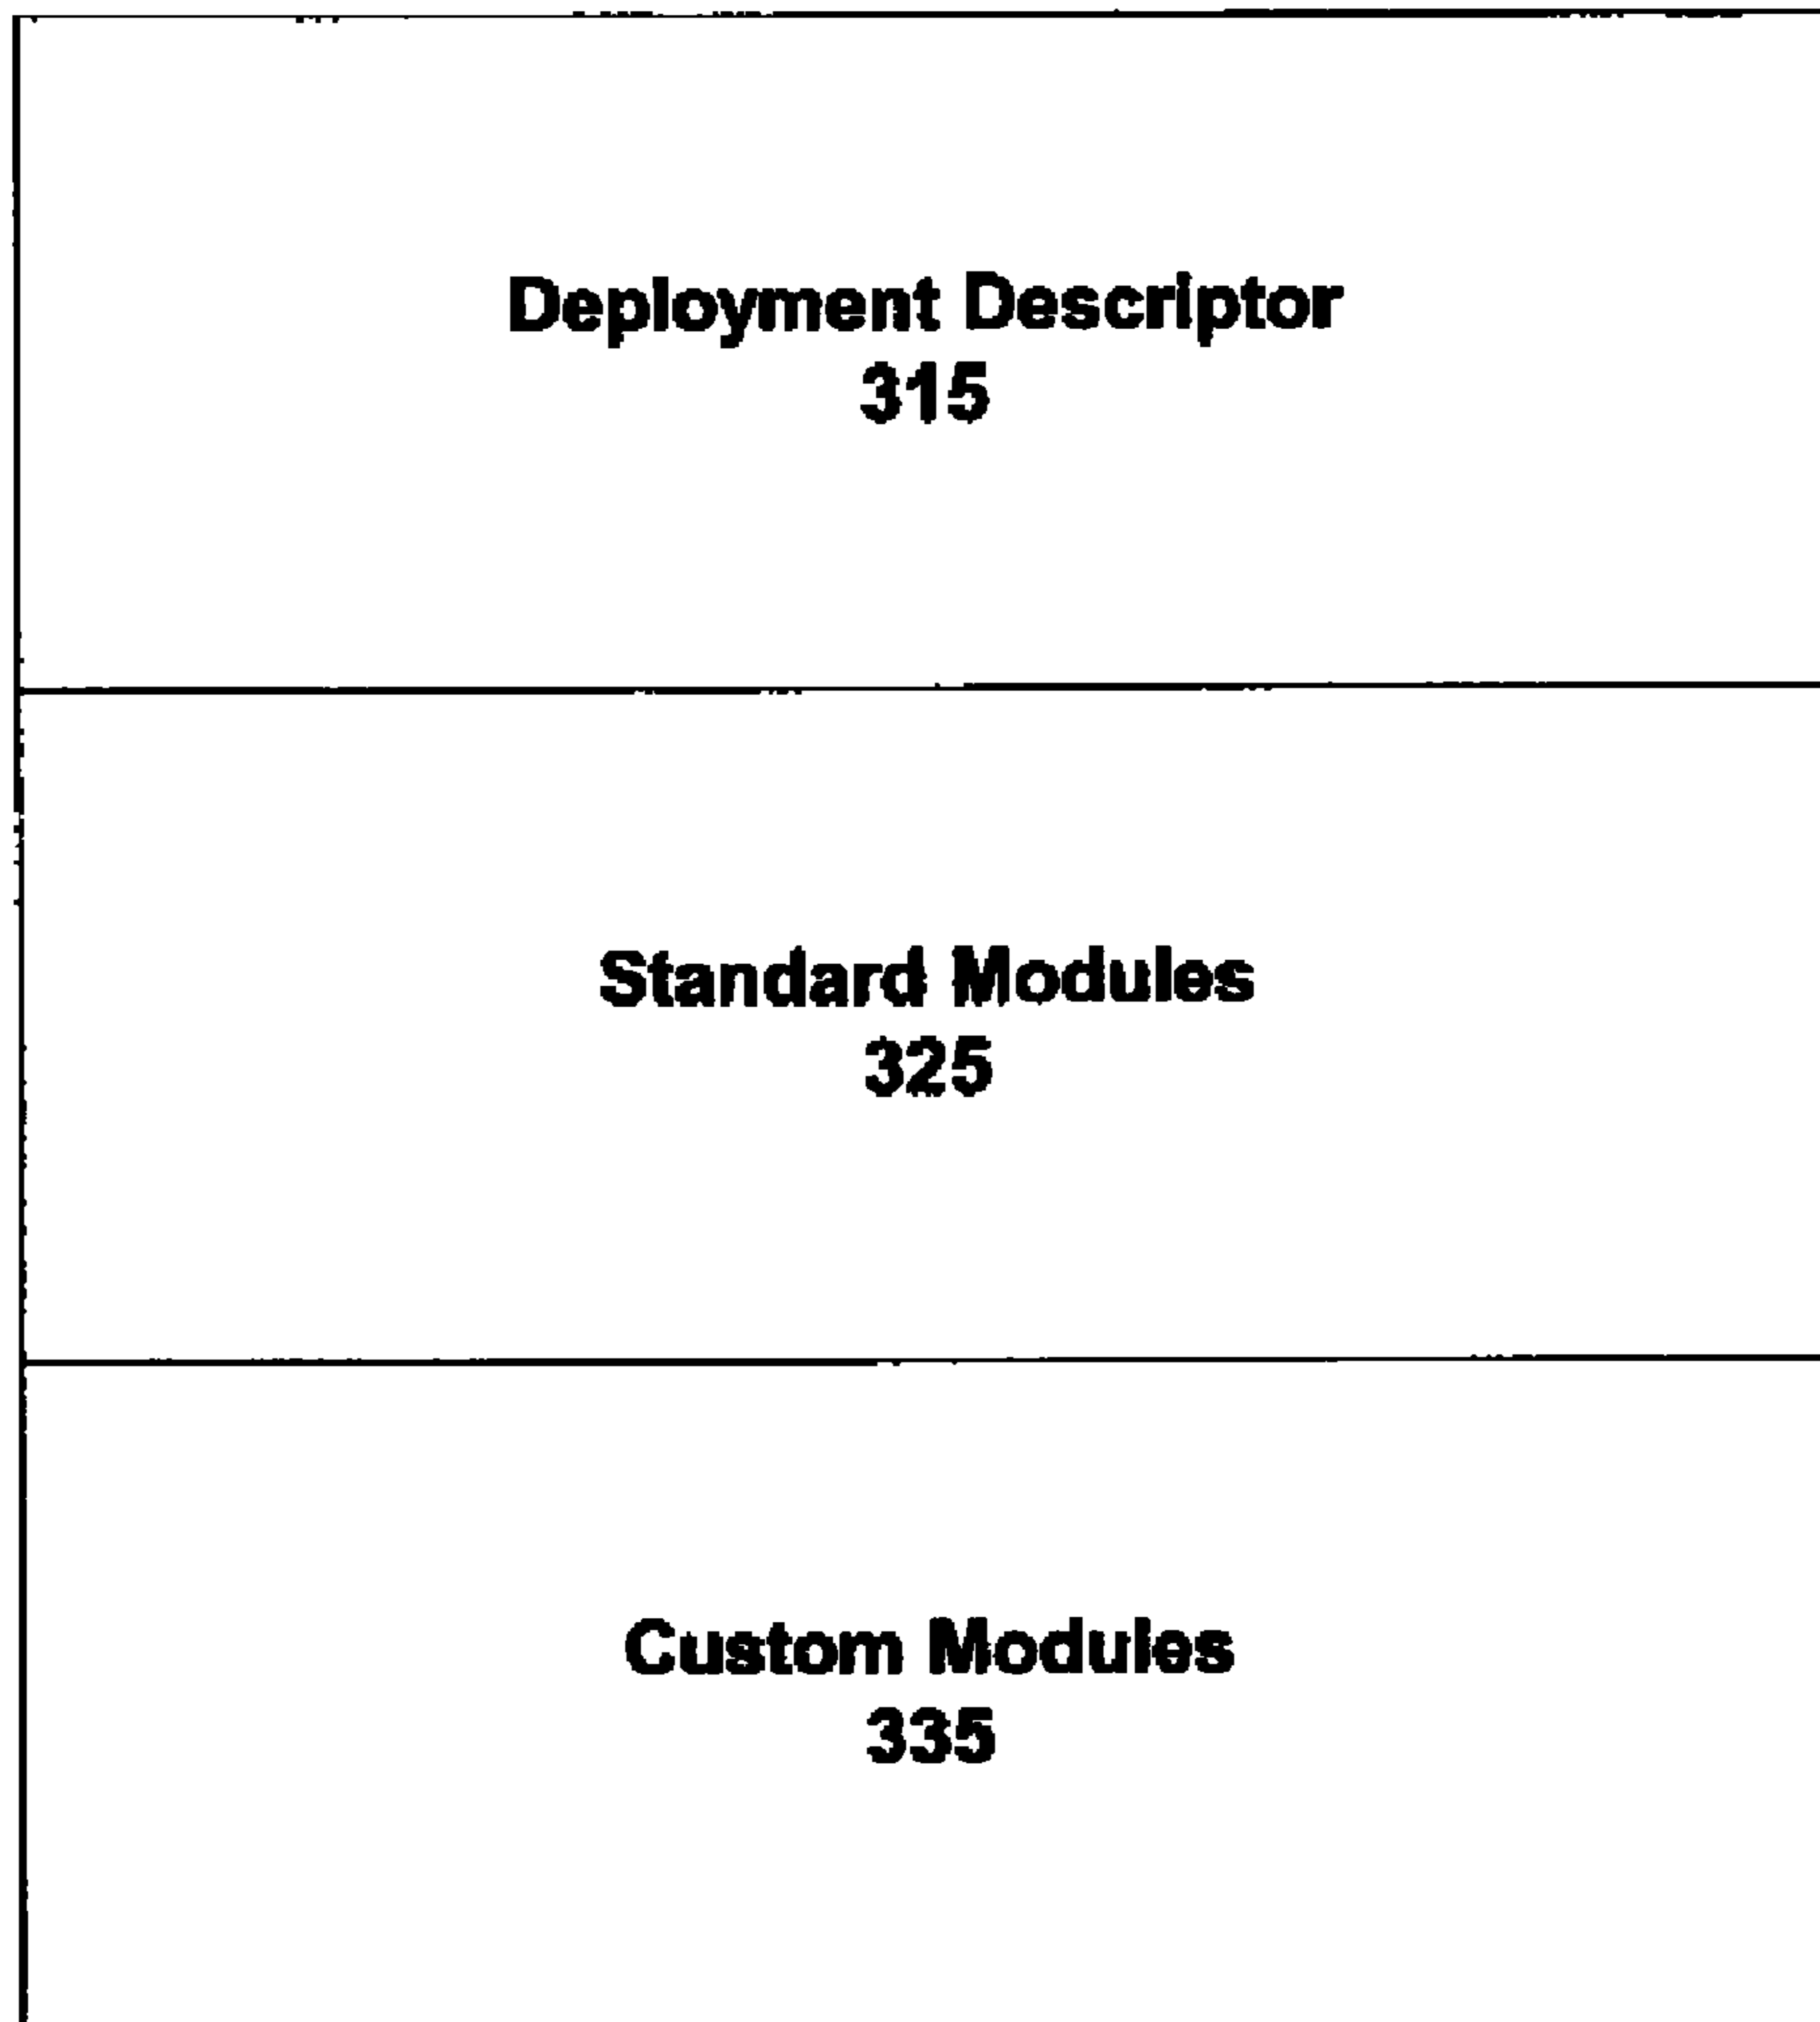 Deployment Descriptor
315
Standard Modules
325
Custom Modules
335